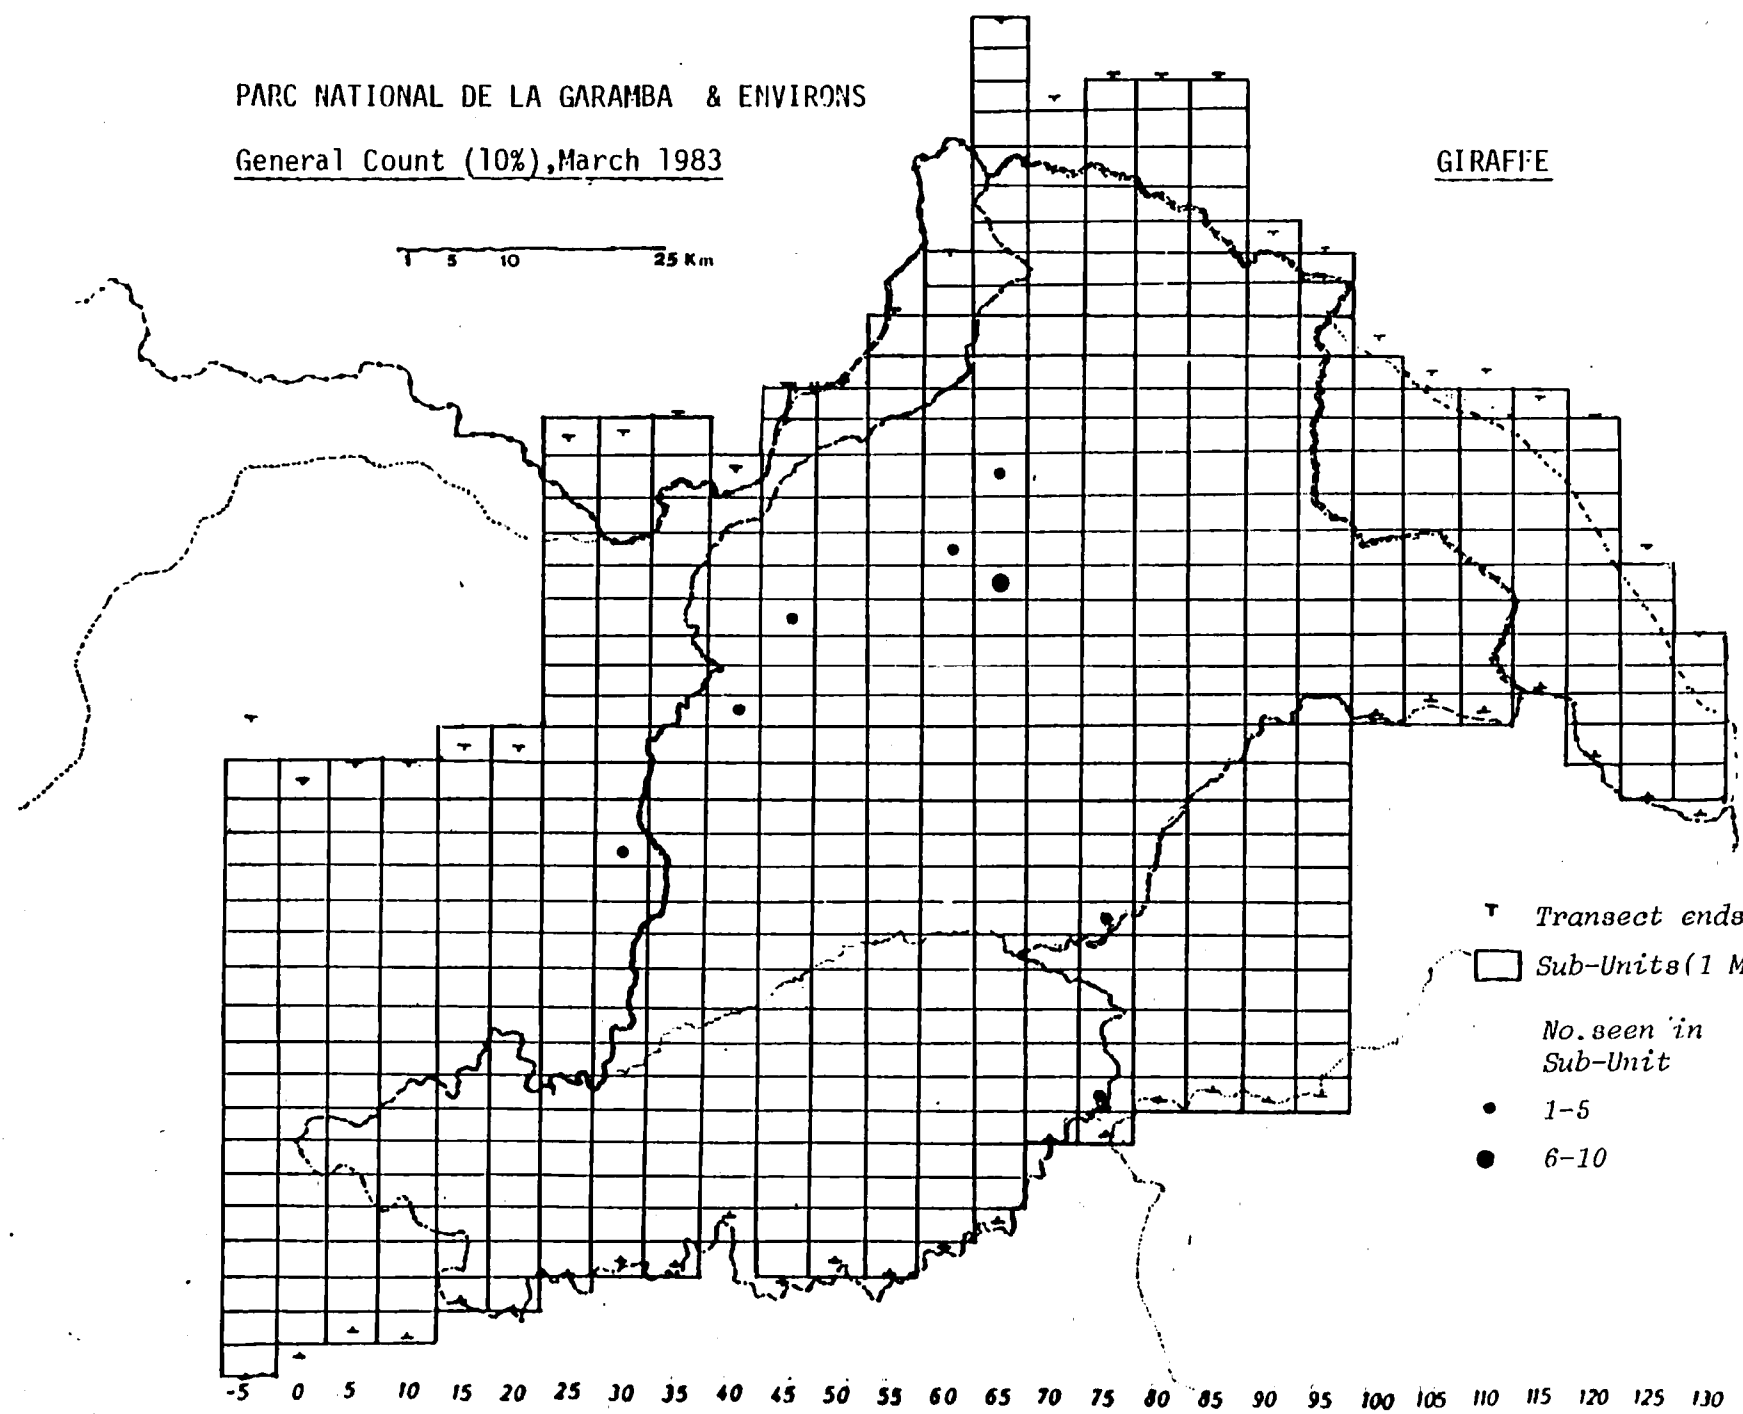 PARC NATIONAL DE LA GARAMBA & ENVIRONS
General Count (10%),March 1983
GIRAFFE
1 5 10 25 Km
Transect ends
Sub-Units(1 M
No.seen in
Sub-Unit
1-5
6-10
-5 0 5 10 15 20 25 30 35 40 45 50 55 60 65 70 75 80 85 90 95 100 105 110 115 120 125 130